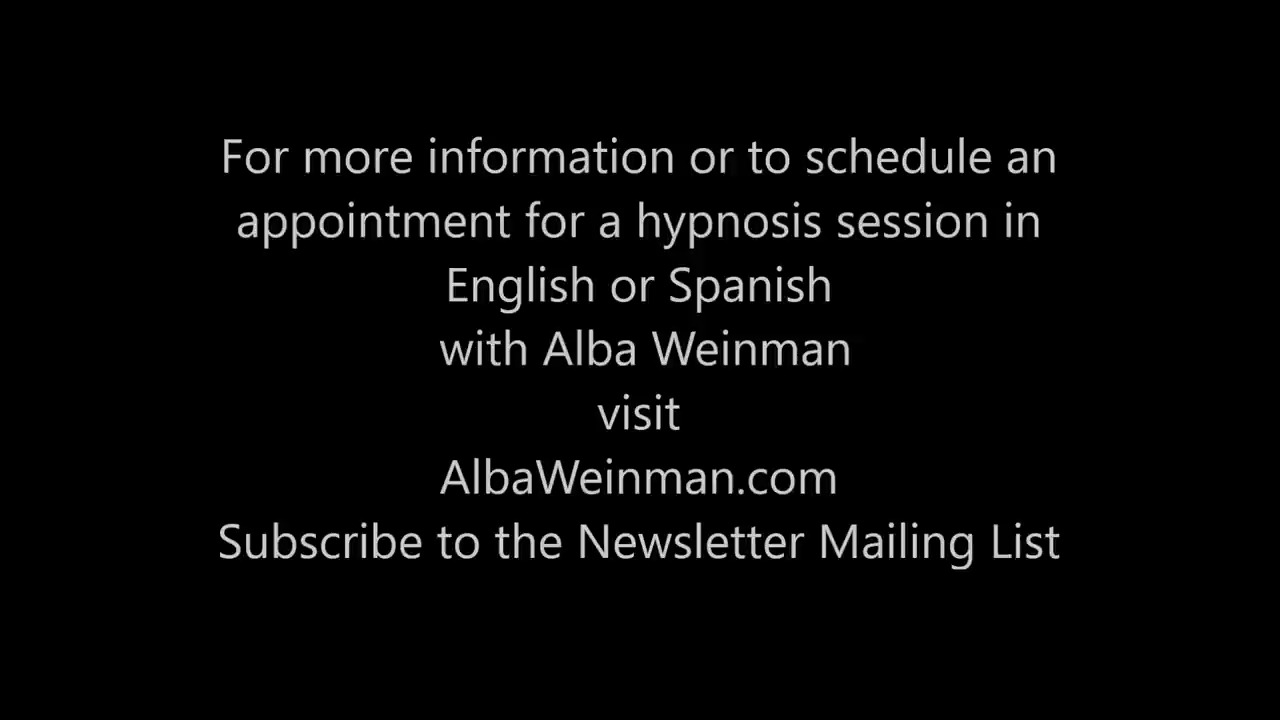 For more information or to schedule an
appointment for a hypnosis session in
English or Spanish
with Alba Weinman
visit
AlbaWeinman.com
Subscribe to the Newsletter Mailing List